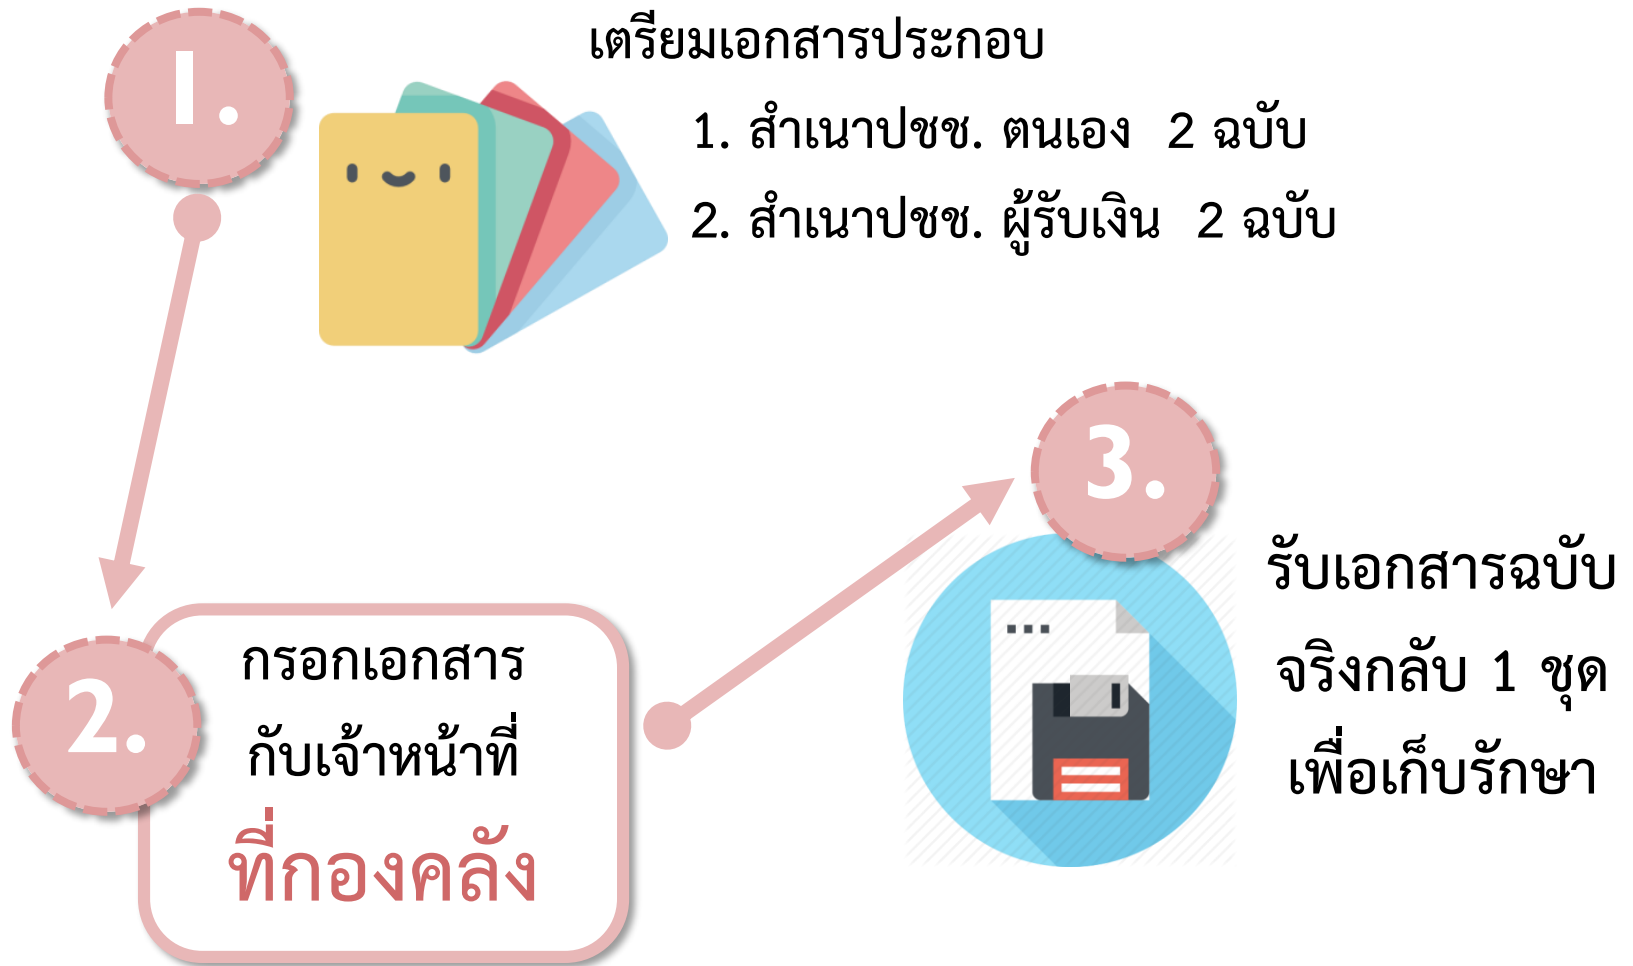 1.
เตรียมเอกสารประกอบ
1. สำเนาปชช. ตนเอง 2 ฉบับ
2. สำเนาปชช. ผู้รับเงิน 2 ฉบับ
2.
กรอกเอกสาร
กับเจ้าหน้าที่
ที่กองคลัง
3.
รับเอกสารฉบับ
จริงกลับ 1 ชุด
เพื่อเก็บรักษา